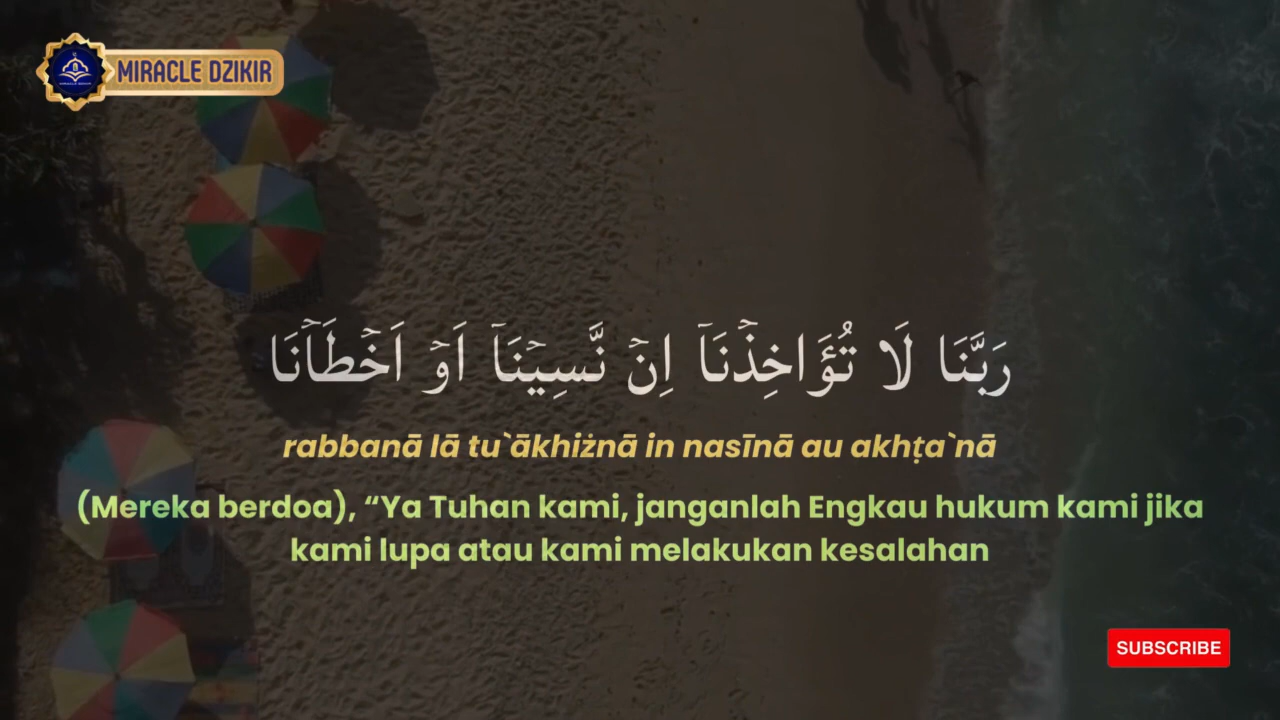 MIRACLE DZIKIR
رَبَّنَا لَا تُؤَاخِذْنَآ اِنْ نَّسِيْنَآ اَوْ اَخْطَأْنَا
rabbanā lā tu`ākhiżnā in nasīnā au akhṭa`nā
(Mereka berdoa), “Ya Tuhan kami, janganlah Engkau hukum kami jika
kami lupa atau kami melakukan kesalahan
SUBSCRIBE